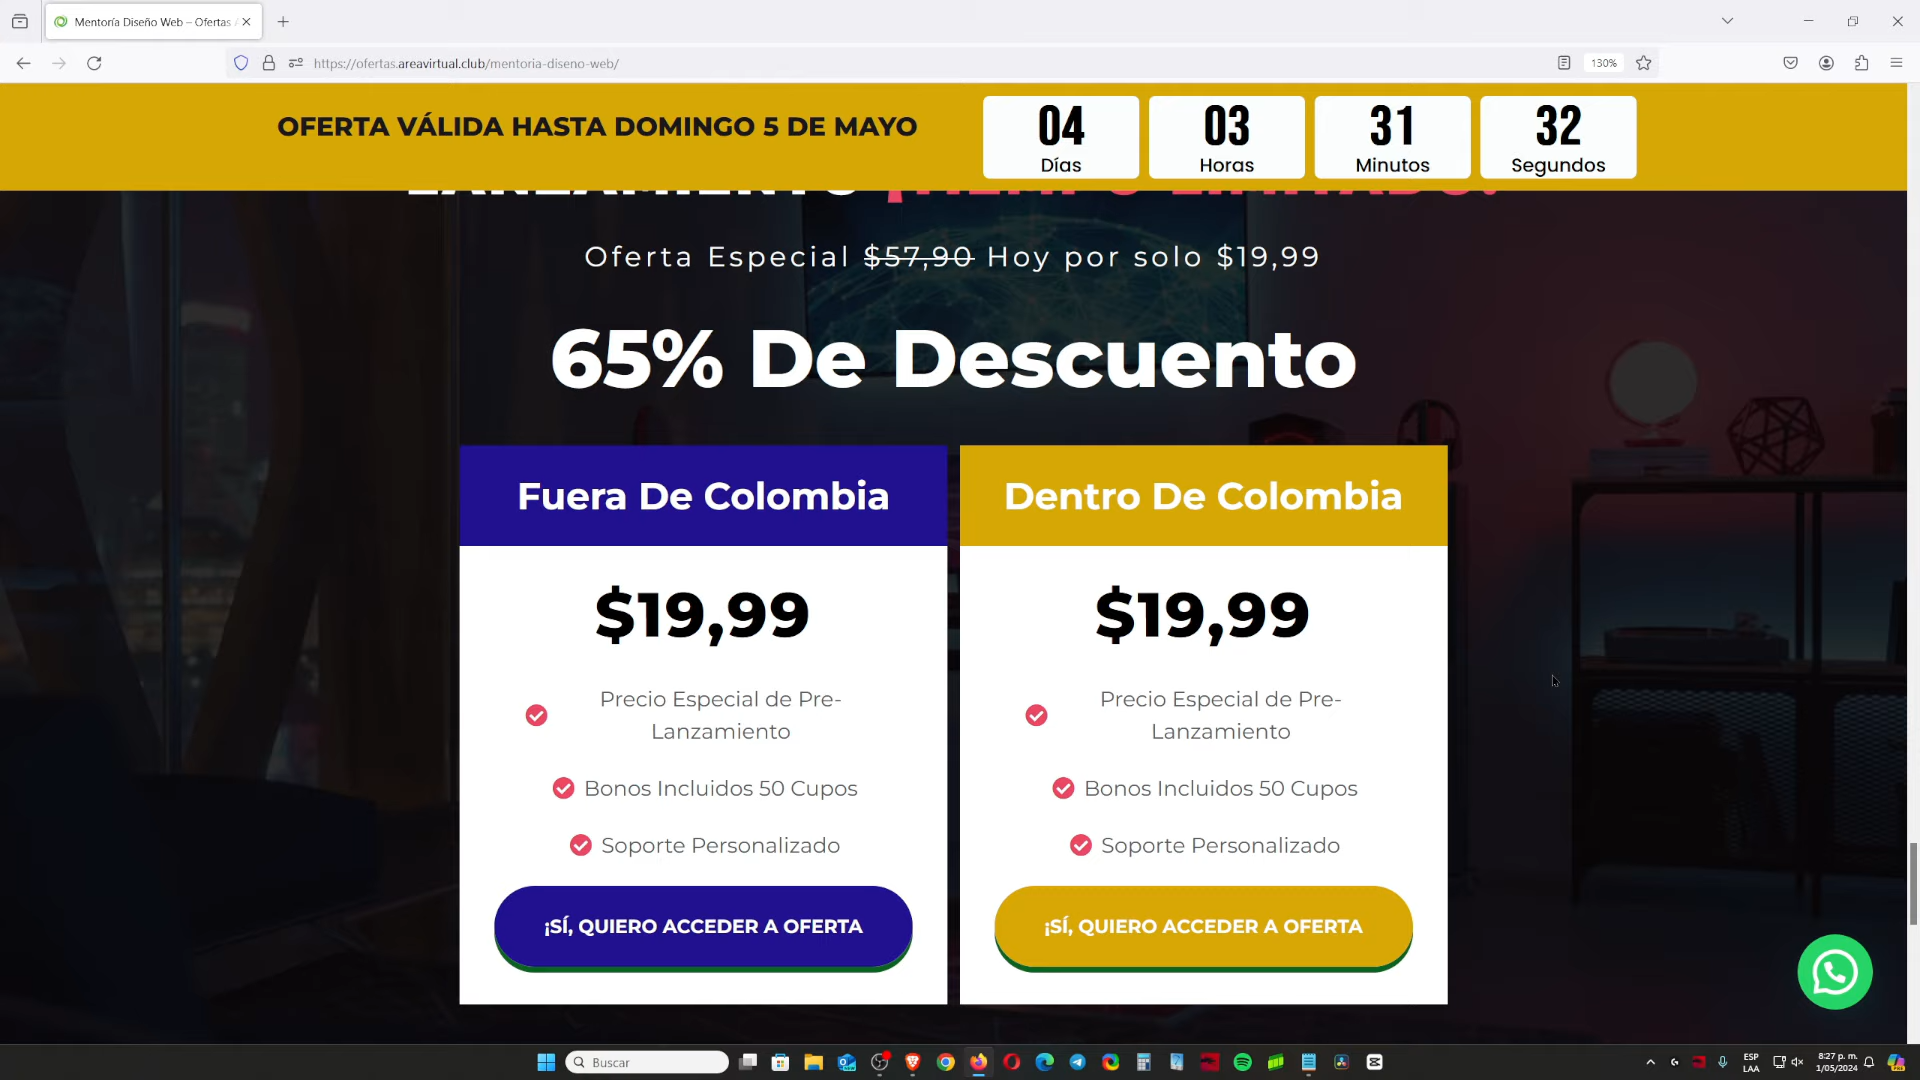 Mentoría Diseño Web – Ofertas
https://ofertas.areavirtual.club/mentoria-diseno-web/
130%
OFERTA VÁLIDA HASTA DOMINGO 5 DE MAYO
04 03 31 32
Días Horas Minutos Segundos
LANZAMIENTO ¡TIEMPO LIMITADO!
Oferta Especial $57,90 Hoy por solo $19,99
65% De Descuento
Fuera De Colombia
$19,99
Precio Especial de Pre-
Lanzamiento
Bonos Incluidos 50 Cupos
Soporte Personalizado
¡SÍ, QUIERO ACCEDER A OFERTA
Dentro De Colombia
$19,99
Precio Especial de Pre-
Lanzamiento
Bonos Incluidos 50 Cupos
Soporte Personalizado
¡SÍ, QUIERO ACCEDER A OFERTA
Buscar
ESP
LAA
8:27 p. m.
1/05/2024